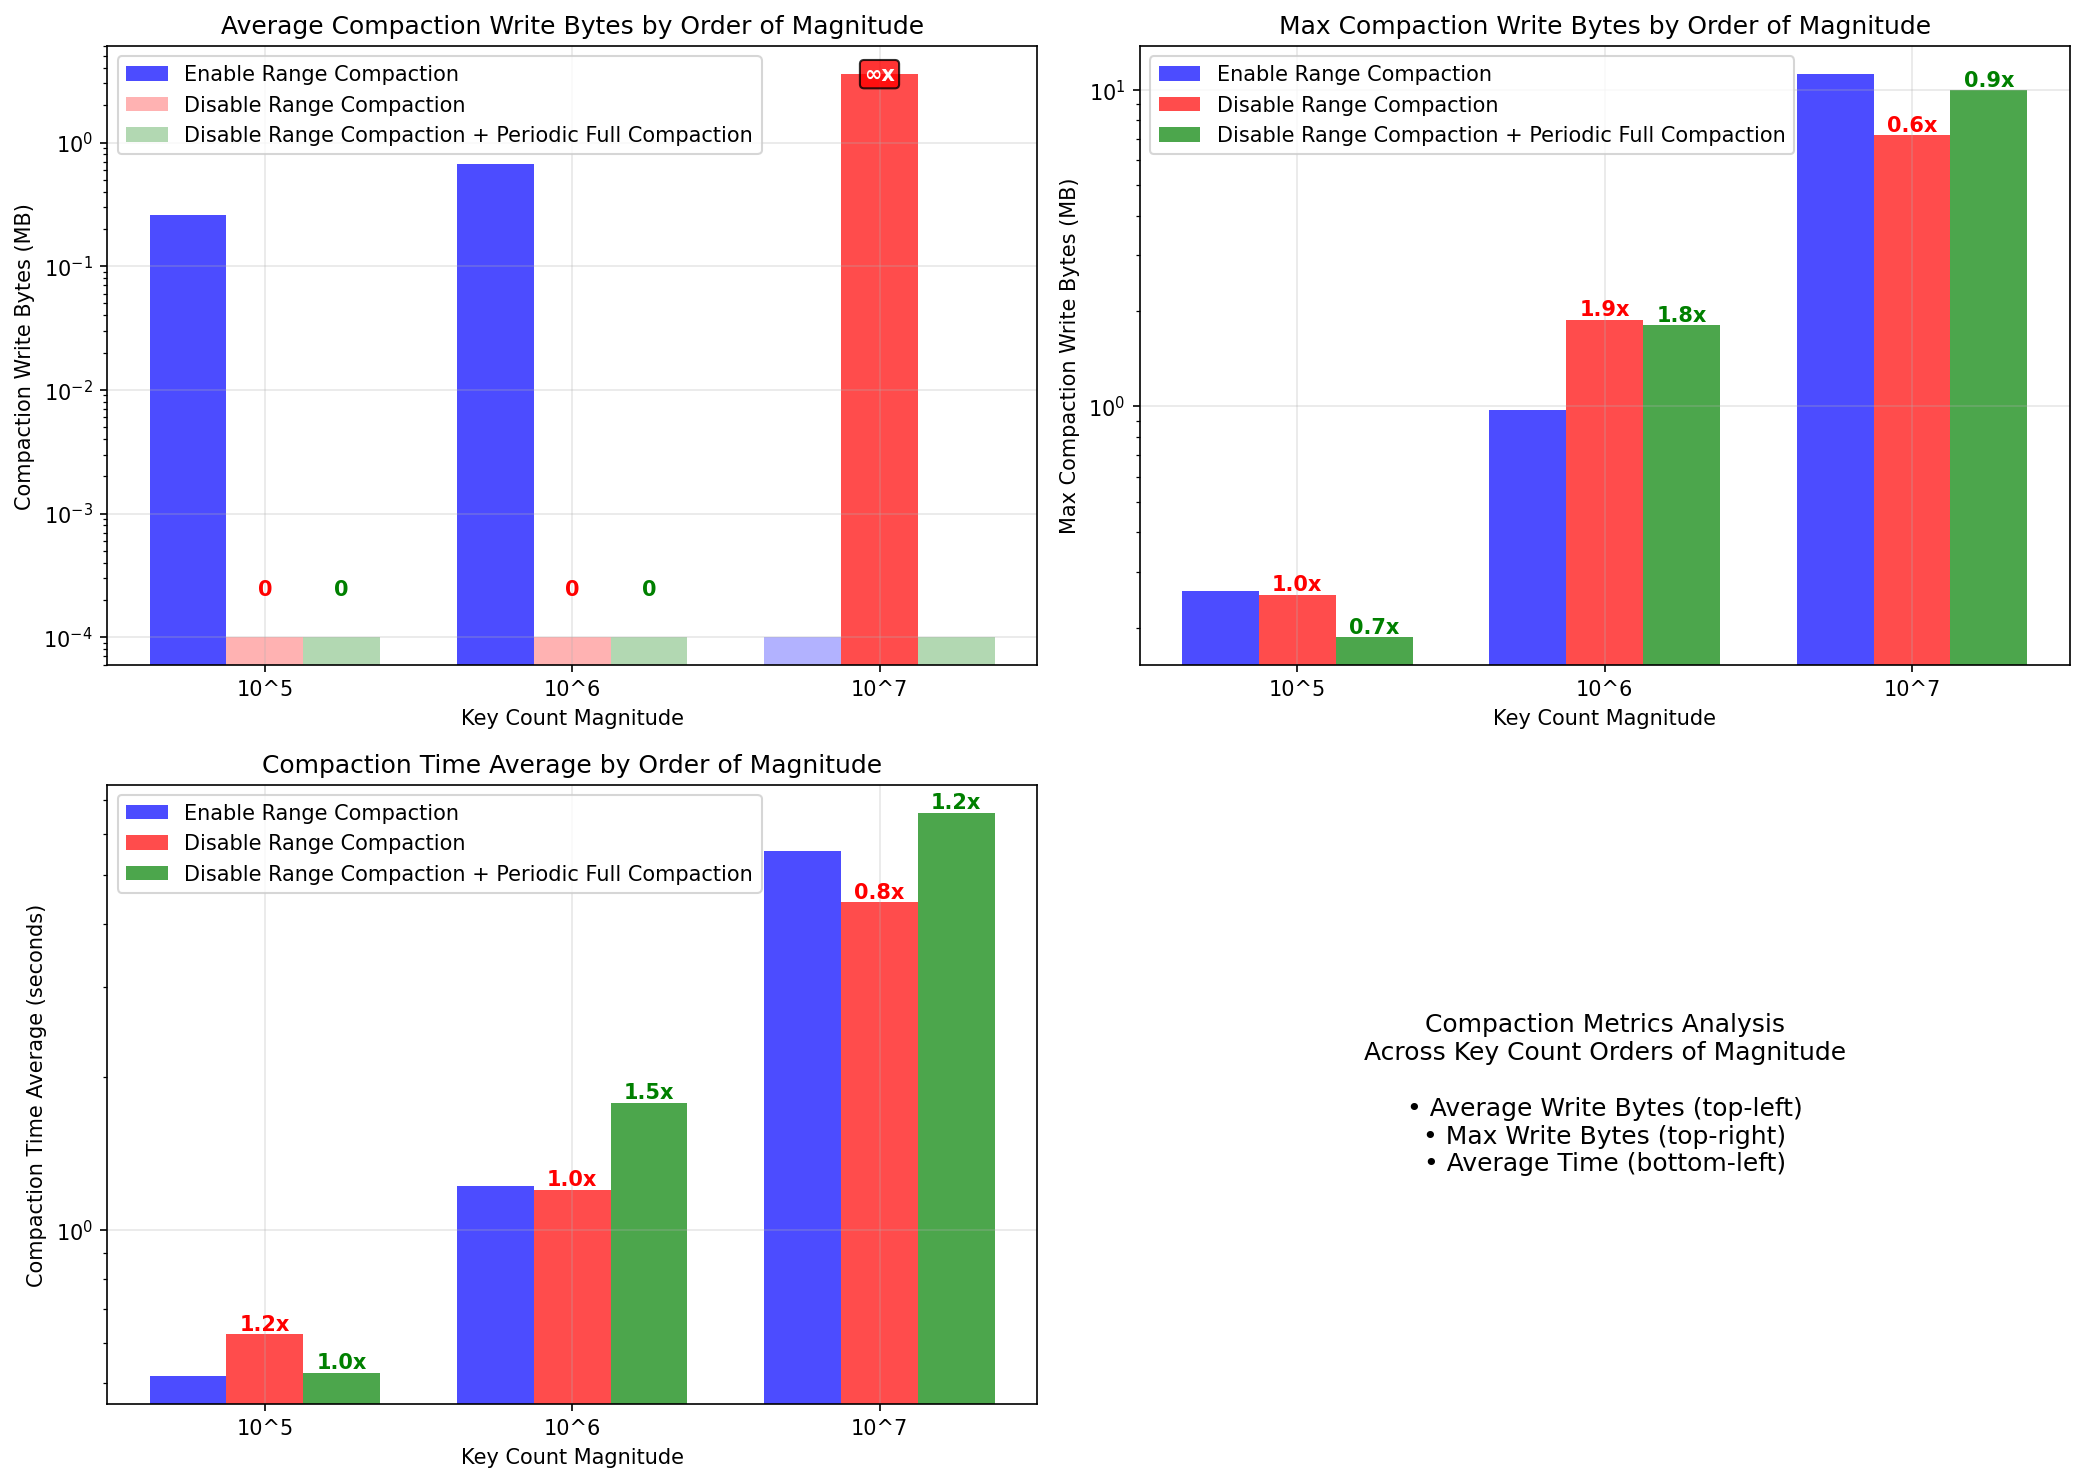 Average Compaction Write Bytes by Order of Magnitude
Enable Range Compaction
Disable Range Compaction
Disable Range Compaction + Periodic Full Compaction
∞x
Compaction Write Bytes (MB)
10⁰
10⁻¹
10⁻²
10⁻³
10⁻⁴
0 0 0 0
10^5 10^6 10^7
Key Count Magnitude
Max Compaction Write Bytes by Order of Magnitude
Enable Range Compaction
Disable Range Compaction
Disable Range Compaction + Periodic Full Compaction
Max Compaction Write Bytes (MB)
10¹
10⁰
1.0x 0.7x 1.9x 1.8x 0.6x 0.9x
10^5 10^6 10^7
Key Count Magnitude
Compaction Time Average by Order of Magnitude
Enable Range Compaction
Disable Range Compaction
Disable Range Compaction + Periodic Full Compaction
Compaction Time Average (seconds)
10⁰
1.2x 1.0x 1.0x 1.5x 0.8x 1.2x
10^5 10^6 10^7
Key Count Magnitude
Compaction Metrics Analysis
Across Key Count Orders of Magnitude
• Average Write Bytes (top-left)
• Max Write Bytes (top-right)
• Average Time (bottom-left)